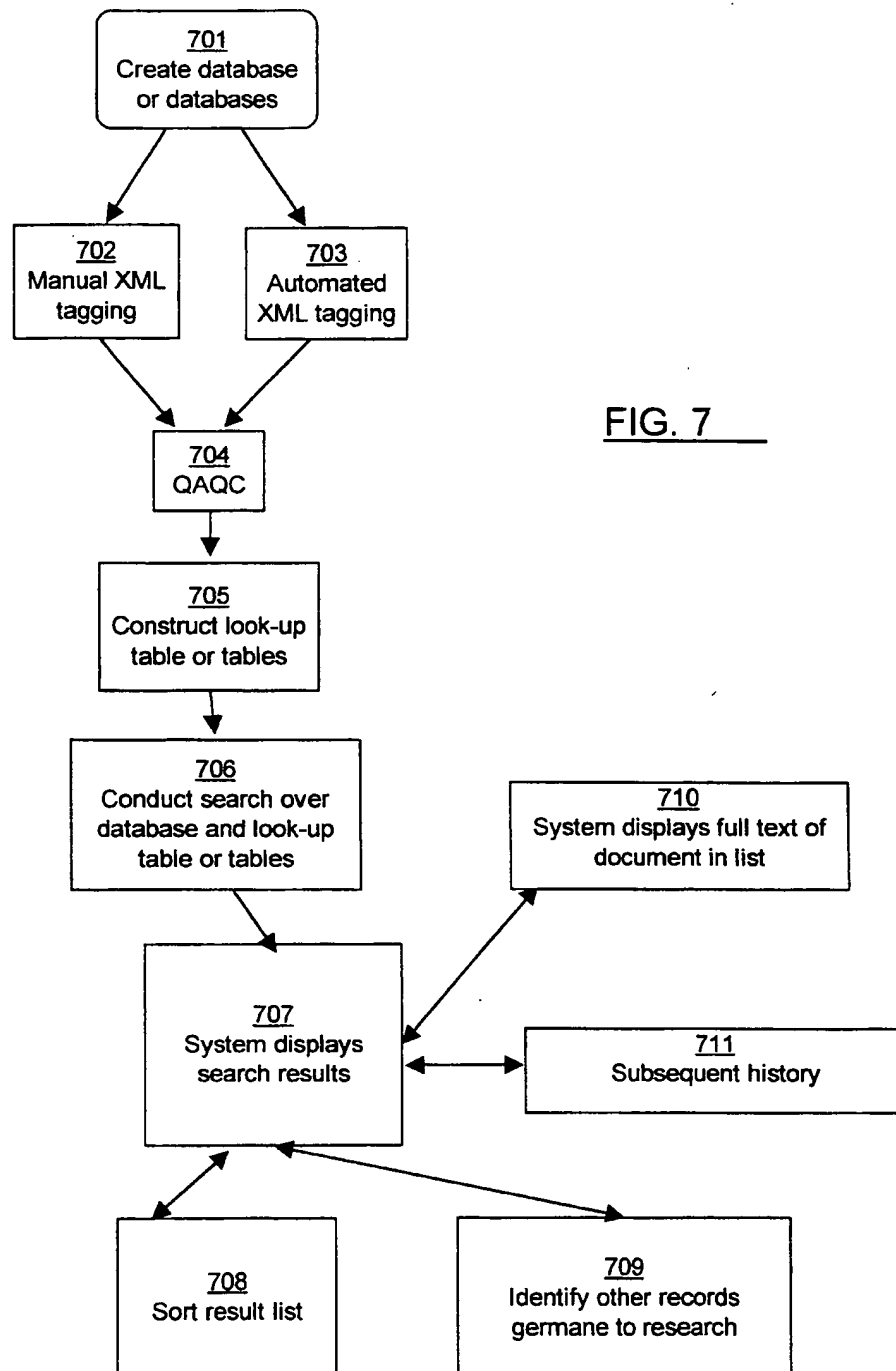 701
Create database
or databases
702
Manual XML
tagging
703
Automated
XML tagging
FIG. 7
704
QAQC
705
Construct look-up
table or tables
706
Conduct search over
database and look-up
table or tables
710
System displays full text of
document in list
707
System displays
search results
711
Subsequent history
708
Sort result list
709
Identify other records
germane to research